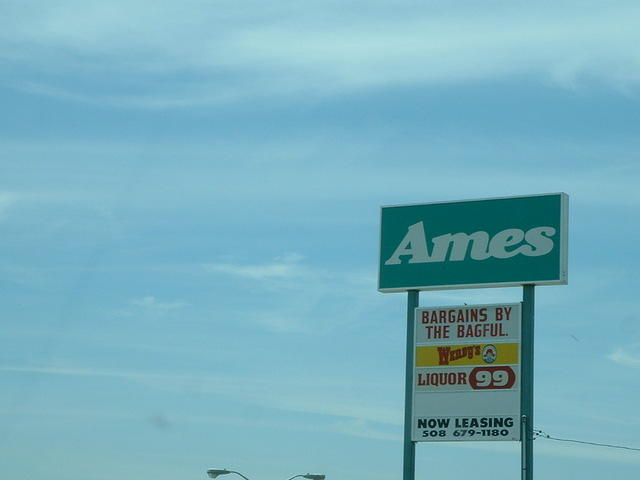 Ames
BARGAINS BY
THE BAGFUL.
WENDY'S
LIQUOR 99
NOW LEASING
508 679-1180